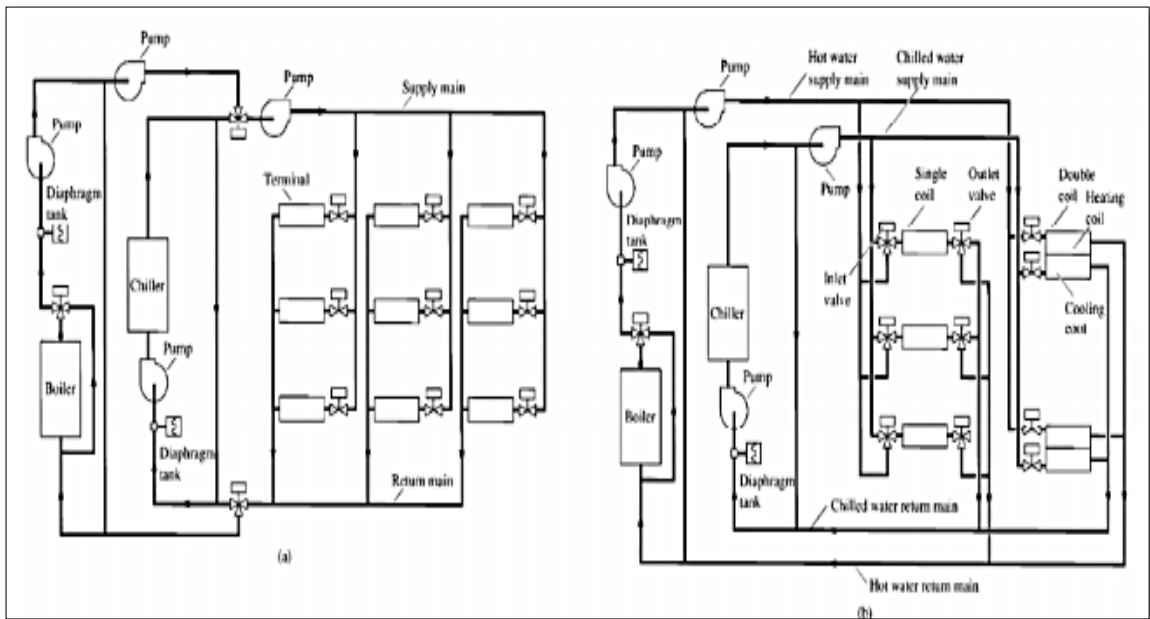 Pump
Pump
Supply main
Pump
Diaphragm
tank
Terminal
Chiller
Pump
Boiler
Diaphragm
tank
Return main
(a)
Hot water
supply main
Chilled water
supply main
Pump
Pump
Pump
Single
coil
Outlet
valve
Double
coil
Heating
coil
Diaphragm
tank
Inlet
valve
Chiller
Cooling
coot
Pump
Boiler
Diaphragm
tank
Chilled water return main
Hot water return main
(b)